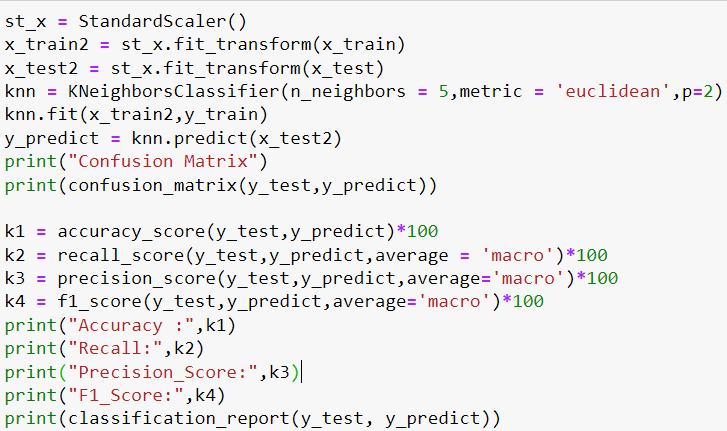 st_x = StandardScaler()
x_train2 = st_x.fit_transform(x_train)
x_test2 = st_x.fit_transform(x_test)
knn = KNeighborsClassifier(n_neighbors = 5,metric = 'euclidean',p=2)
knn.fit(x_train2,y_train)
y_predict = knn.predict(x_test2)
print("Confusion Matrix")
print(confusion_matrix(y_test,y_predict))

k1 = accuracy_score(y_test,y_predict)*100
k2 = recall_score(y_test,y_predict,average = 'macro')*100
k3 = precision_score(y_test,y_predict,average='macro')*100
k4 = f1_score(y_test,y_predict,average='macro')*100
print("Accuracy :",k1)
print("Recall:",k2)
print("Precision_Score:",k3)
print("F1_Score:",k4)
print(classification_report(y_test, y_predict))